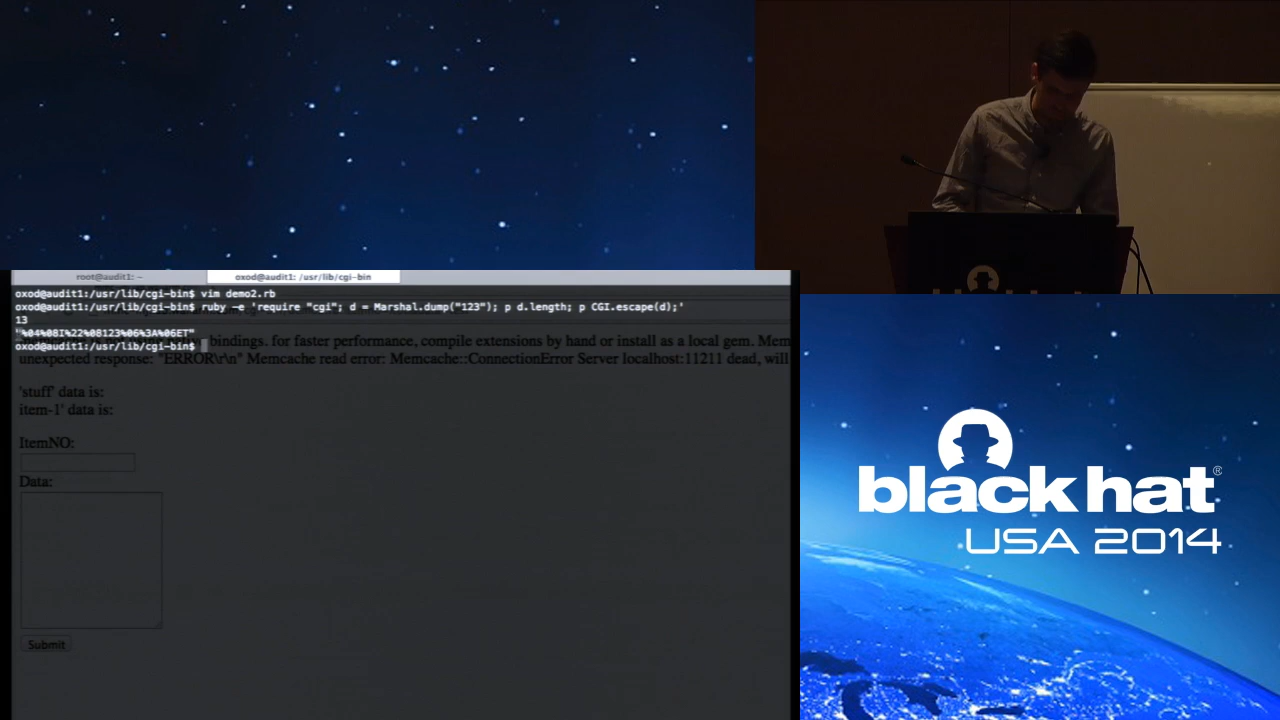 root@audit1: ~
oxod@audit1: /usr/lib/cgi-bin
oxod@audit1:/usr/lib/cgi-bin$ vim demo2.rb
oxod@audit1:/usr/lib/cgi-bin$ ruby -e 'require "cgi"; d = Marshal.dump("123"); p d.length; p CGI.escape(d);'
13
"%04%08I%22%08123%06%3A%06ET"
oxod@audit1:/usr/lib/cgi-bin$
bindings. for faster performance, compile extensions by hand or install as a local gem. Mem
unexpected response: "ERROR\r\n" Memcache read error: Memcache::ConnectionError Server localhost:11211 dead, will
'stuff' data is:
item-1' data is:
ItemNO:
Data:
Submit
black hat®
USA 2014